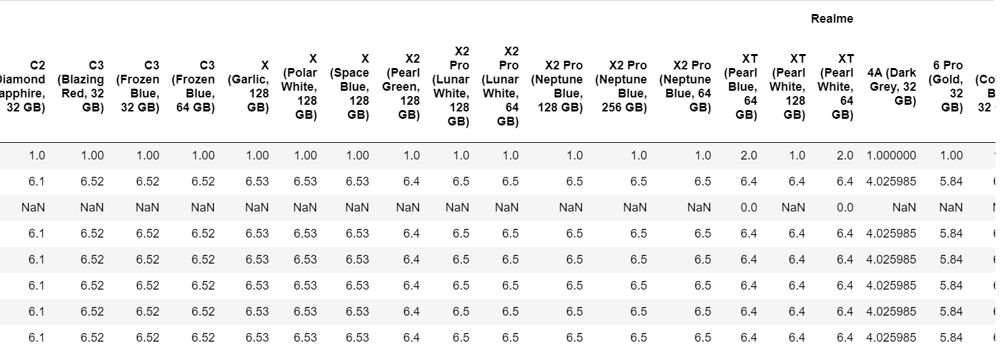 Realme
C2 Diamond Sapphire, 32 GB) C3 (Blazing Red, 32 GB) C3 (Frozen Blue, 32 GB) C3 (Frozen Blue, 64 GB) X (Garlic, 128 GB) X (Polar White, 128 GB) X (Space Blue, 128 GB) X2 (Pearl Green, 128 GB) X2 Pro (Lunar White, 128 GB) X2 Pro (Lunar White, 64 GB) X2 Pro (Neptune Blue, 128 GB) X2 Pro (Neptune Blue, 256 GB) X2 Pro (Neptune Blue, 64 GB) XT (Pearl Blue, 64 GB) XT (Pearl White, 128 GB) XT (Pearl White, 64 GB) 4A (Dark Grey, 32 GB) 6 Pro (Gold, 32 GB) (Co B 32
1.0 1.00 1.00 1.00 1.00 1.00 1.00 1.0 1.0 1.0 1.0 1.0 1.0 2.0 1.0 2.0 1.000000 1.00
6.1 6.52 6.52 6.52 6.53 6.53 6.53 6.4 6.5 6.5 6.5 6.5 6.5 6.4 6.4 6.4 4.025985 5.84
NaN NaN NaN NaN NaN NaN NaN NaN NaN NaN NaN NaN NaN 0.0 NaN 0.0 NaN NaN
6.1 6.52 6.52 6.52 6.53 6.53 6.53 6.4 6.5 6.5 6.5 6.5 6.5 6.4 6.4 6.4 4.025985 5.84
6.1 6.52 6.52 6.52 6.53 6.53 6.53 6.4 6.5 6.5 6.5 6.5 6.5 6.4 6.4 6.4 4.025985 5.84
6.1 6.52 6.52 6.52 6.53 6.53 6.53 6.4 6.5 6.5 6.5 6.5 6.5 6.4 6.4 6.4 4.025985 5.84
6.1 6.52 6.52 6.52 6.53 6.53 6.53 6.4 6.5 6.5 6.5 6.5 6.5 6.4 6.4 6.4 4.025985 5.84
6.1 6.52 6.52 6.52 6.53 6.53 6.53 6.4 6.5 6.5 6.5 6.5 6.5 6.4 6.4 6.4 4.025985 5.84